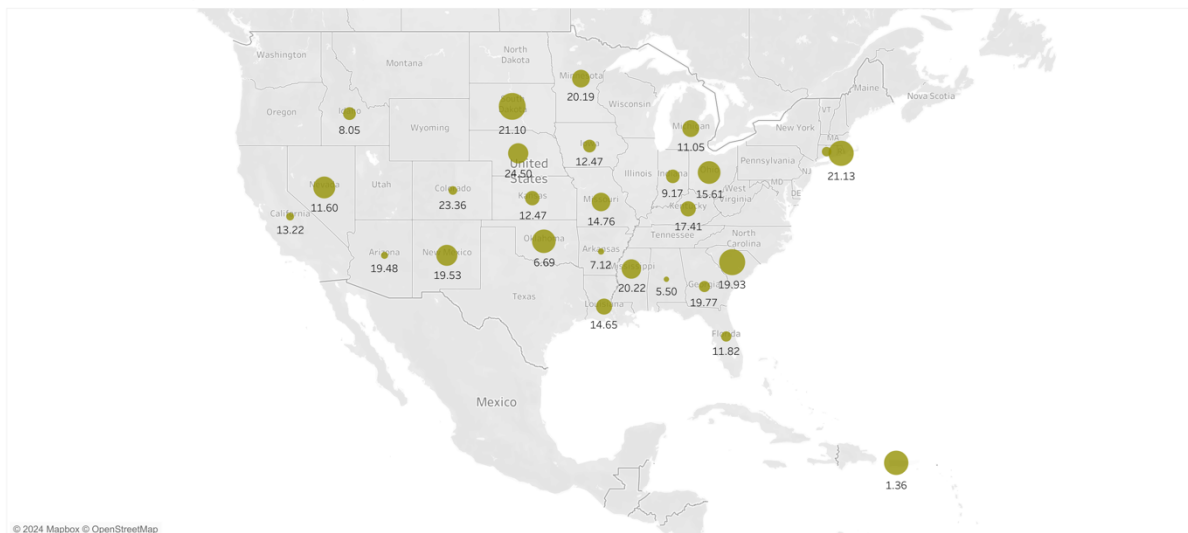 North
Dakota
Washington
Montana
Minnesota
Maine
20.19
Nova Scotia
Oregon
Wisconsin
VT
Idaho
8.05
21.10
Michigan
New York
Wyoming
11.05
MA
Iowa
12.47
Pennsylvania
21.13
24.50
United
States
Illinois
Indiana
9.17
15.61
NJ
MD
DE
Nevada
11.60
Utah
Colorado
23.36
Kansas
12.47
Missouri
14.76
Kentucky
17.41
West
Virginia
California
13.22
Tennessee
North
Carolina
Arizona
19.48
New Mexico
19.53
Oklahoma
6.69
Arkansas
7.12
Mississippi
20.22
5.50
Georgia
19.77
19.93
Texas
Louisiana
14.65
Florida
11.82
Mexico
1.36
© 2024 Mapbox © OpenStreetMap